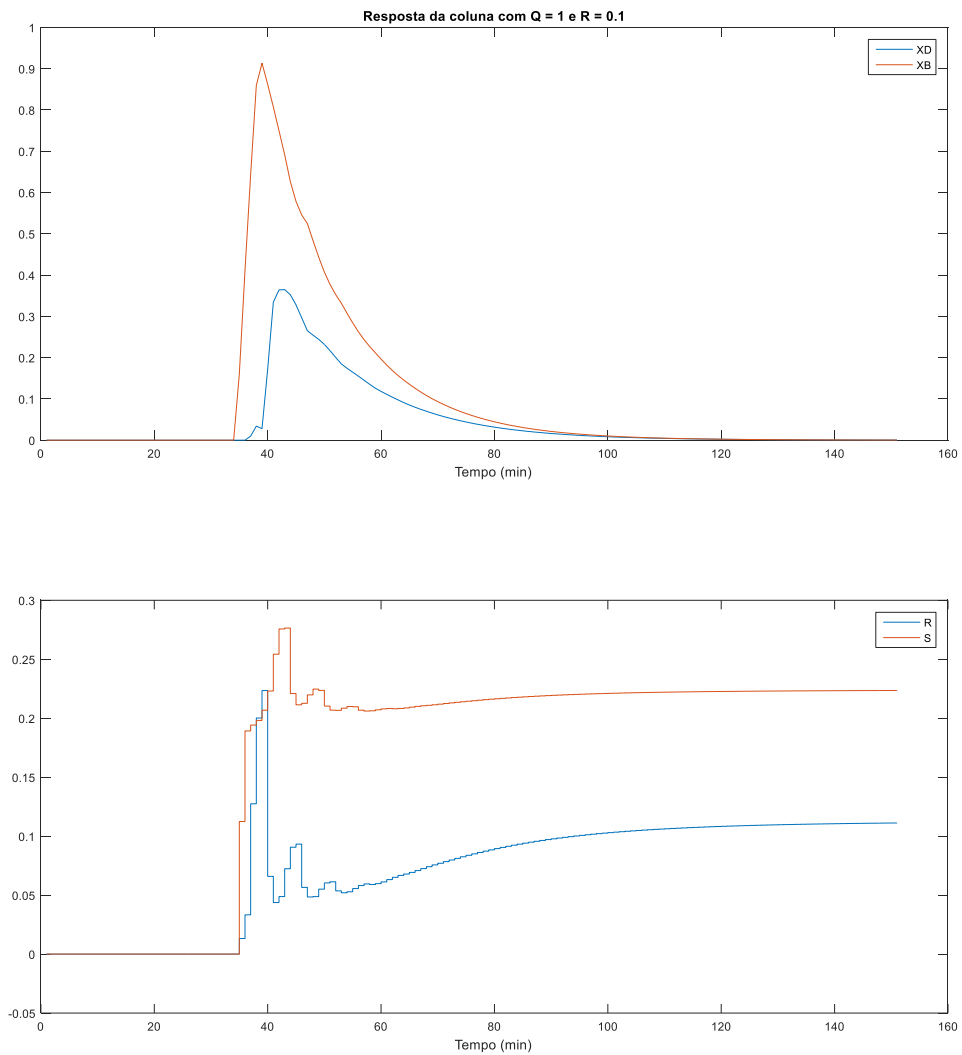 Resposta da coluna com Q = 1 e R = 0.1
1
0.9
0.8
0.7
0.6
0.5
0.4
0.3
0.2
0.1
0
XD
XB
0 20 40 60 80 100 120 140 160
Tempo (min)
0.3
0.25
0.2
0.15
0.1
0.05
0
-0.05
R
S
0 20 40 60 80 100 120 140 160
Tempo (min)